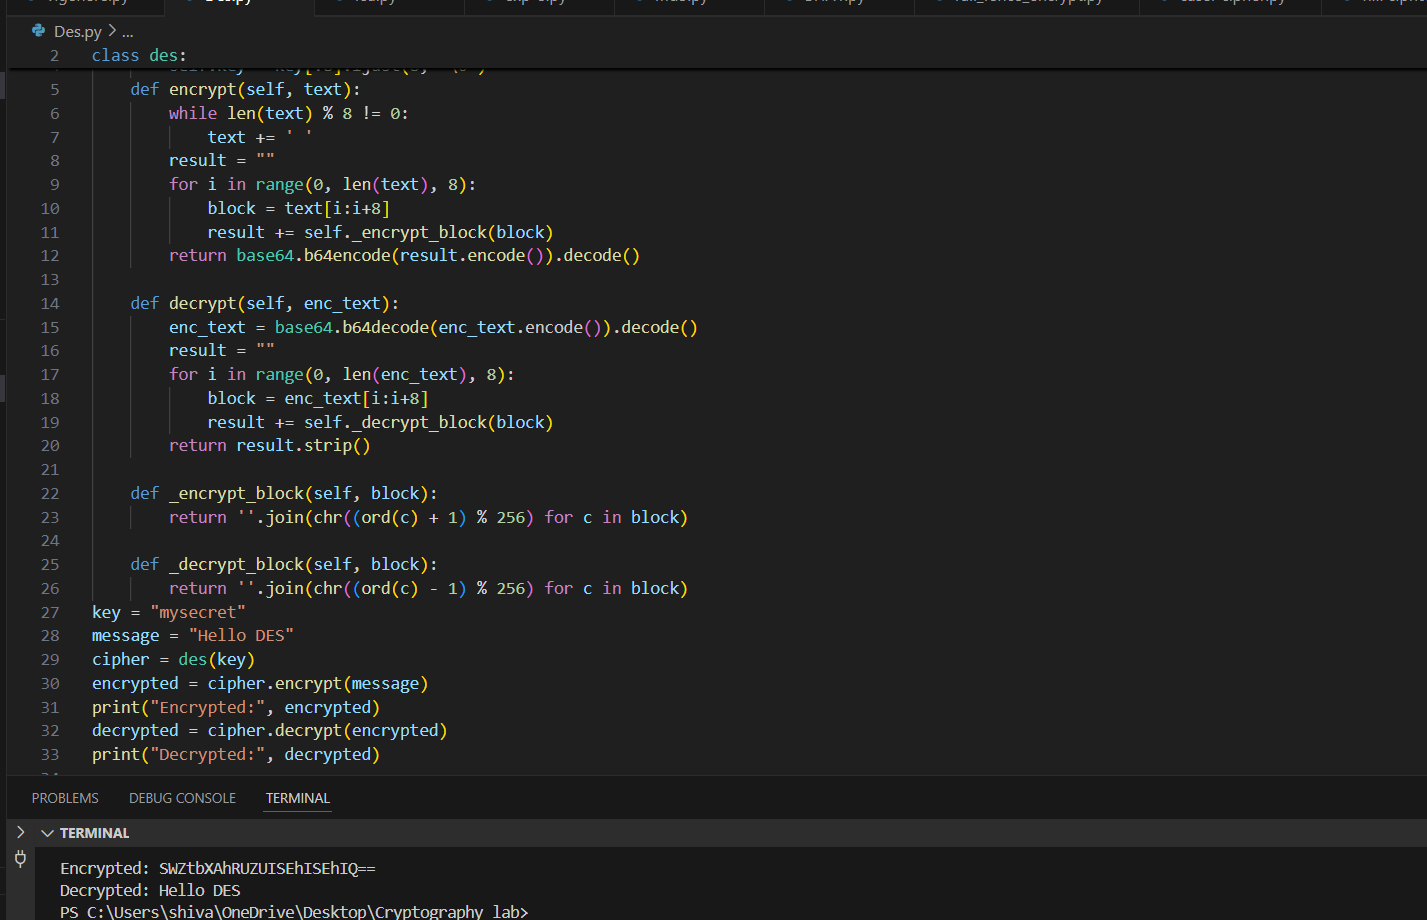 Des.py > ...
2 class des:
5 def encrypt(self, text):
6 while len(text) % 8 != 0:
7 text += ' '
8 result = ""
9 for i in range(0, len(text), 8):
10 block = text[i:i+8]
11 result += self._encrypt_block(block)
12 return base64.b64encode(result.encode()).decode()
13
14 def decrypt(self, enc_text):
15 enc_text = base64.b64decode(enc_text.encode()).decode()
16 result = ""
17 for i in range(0, len(enc_text), 8):
18 block = enc_text[i:i+8]
19 result += self._decrypt_block(block)
20 return result.strip()
21
22 def _encrypt_block(self, block):
23 return ''.join(chr((ord(c) + 1) % 256) for c in block)
24
25 def _decrypt_block(self, block):
26 return ''.join(chr((ord(c) - 1) % 256) for c in block)
27 key = "mysecret"
28 message = "Hello DES"
29 cipher = des(key)
30 encrypted = cipher.encrypt(message)
31 print("Encrypted:", encrypted)
32 decrypted = cipher.decrypt(encrypted)
33 print("Decrypted:", decrypted)
PROBLEMS DEBUG CONSOLE TERMINAL
TERMINAL
Encrypted: SWZtbXAhRUZUISEhISEhIQ==
Decrypted: Hello DES
PS C:\Users\shiva\OneDrive\Desktop\Cryptography lab>